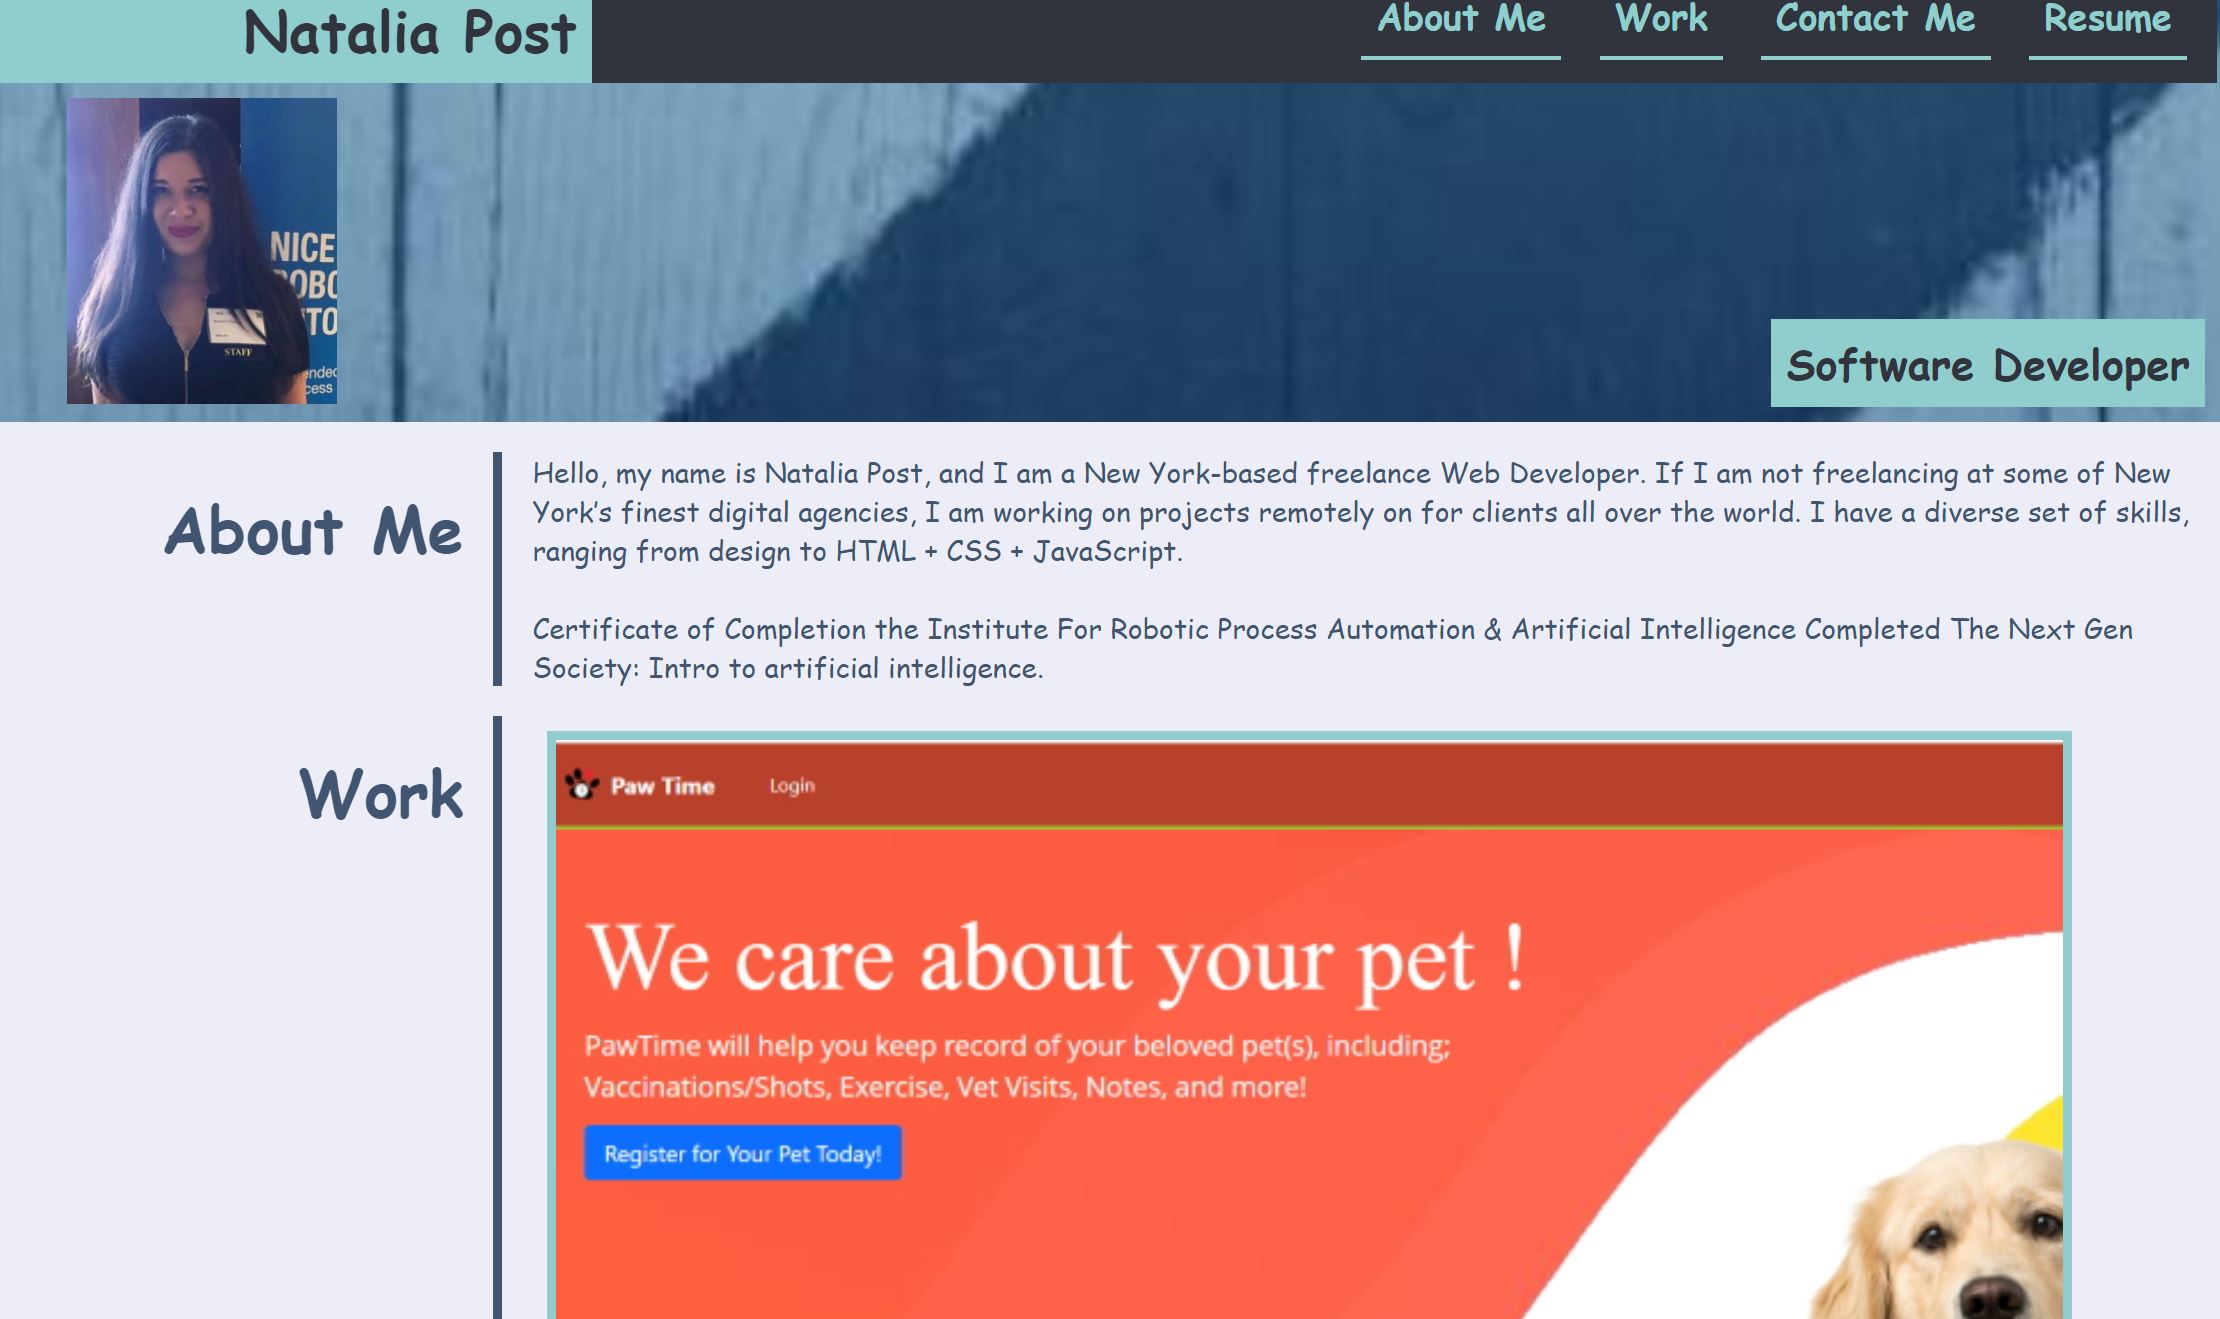 Natalia Post
About Me Work Contact Me Resume
NICE
OBO
TO
STAFF
ended
cess
Software Developer
About Me
Hello, my name is Natalia Post, and I am a New York-based freelance Web Developer. If I am not freelancing at some of New
York's finest digital agencies, I am working on projects remotely on for clients all over the world. I have a diverse set of skills,
ranging from design to HTML + CSS + JavaScript.
Certificate of Completion the Institute For Robotic Process Automation & Artificial Intelligence Completed The Next Gen
Society: Intro to artificial intelligence.
Work
Paw Time Login
We care about your pet !
PawTime will help you keep record of your beloved pet(s), including;
Vaccinations/Shots, Exercise, Vet Visits, Notes, and more!
Register for Your Pet Today!